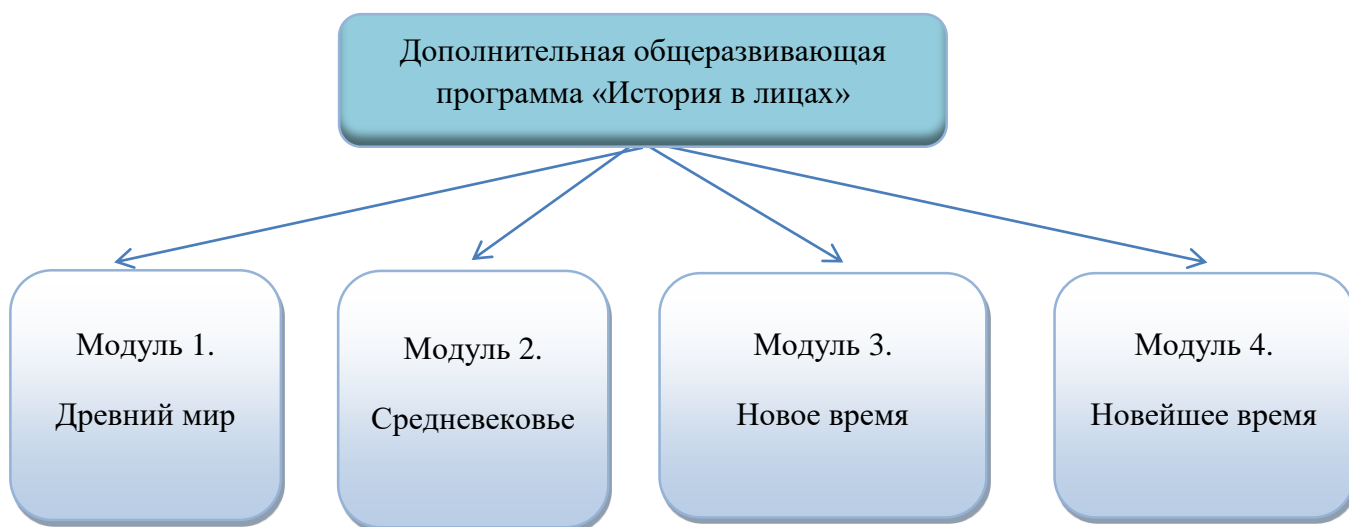 Дополнительная общеразвивающая
программа «История в лицах»
Модуль 1.
Древний мир
Модуль 2.
Средневековье
Модуль 3.
Новое время
Модуль 4.
Новейшее время